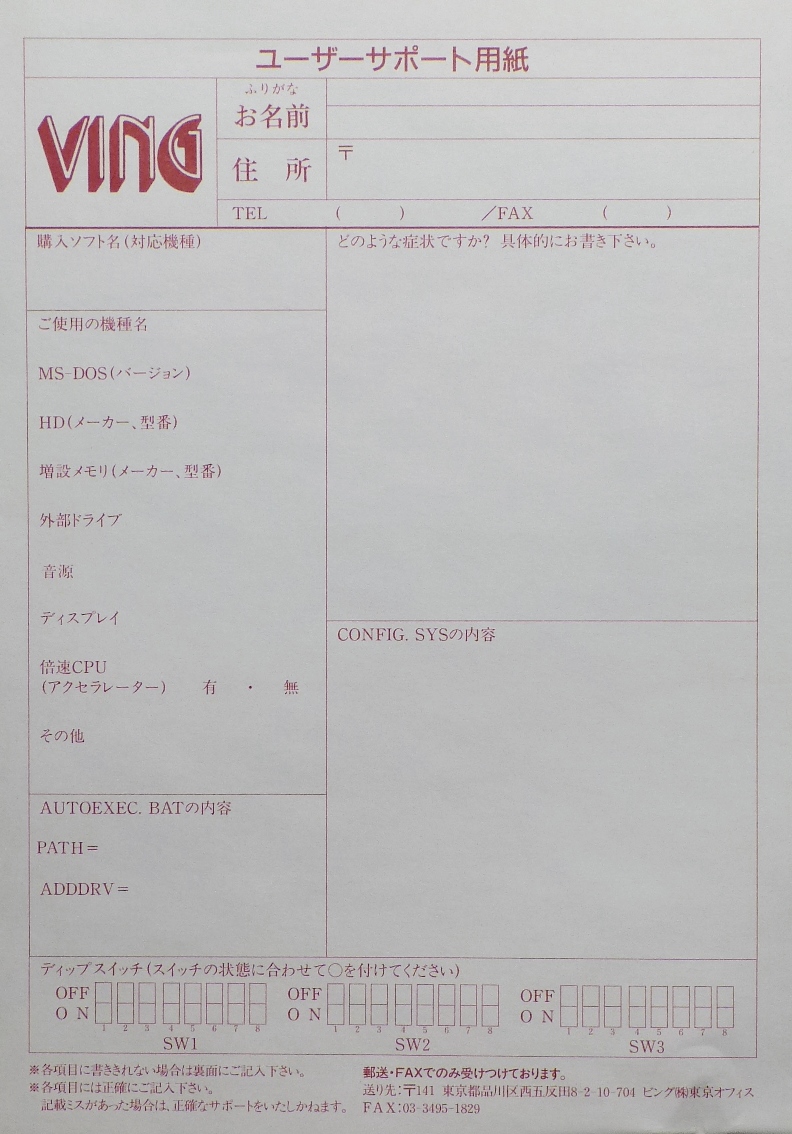 ユーザーサポート用紙
VING
ふりがな
お名前
住 所
〒
TEL ( ) ／FAX ( )
購入ソフト名(対応機種)
ご使用の機種名
MS-DOS(バージョン)
HD(メーカー、型番)
増設メモリ(メーカー、型番)
外部ドライブ
音源
ディスプレイ
倍速CPU
(アクセラレーター) 有 ・ 無
その他
AUTOEXEC. BATの内容
PATH=
ADDDRV=
どのような症状ですか? 具体的にお書き下さい。
CONFIG. SYSの内容
ディップスイッチ(スイッチの状態に合わせて○を付けてください)
OFF
O N
1 2 3 4 5 6 7 8
SW1
OFF
O N
1 2 3 4 5 6 7 8
SW2
OFF
O N
1 2 3 4 5 6 7 8
SW3
※各項目に書ききれない場合は裏面にご記入下さい。
※各項目には正確にご記入下さい。
記載ミスがあった場合は、正確なサポートをいたしかねます。
郵送・FAXでのみ受けつけております。
送り先:〒141 東京都品川区西五反田8-2-10-704 ビング㈱東京オフィス
FAX:03-3495-1829